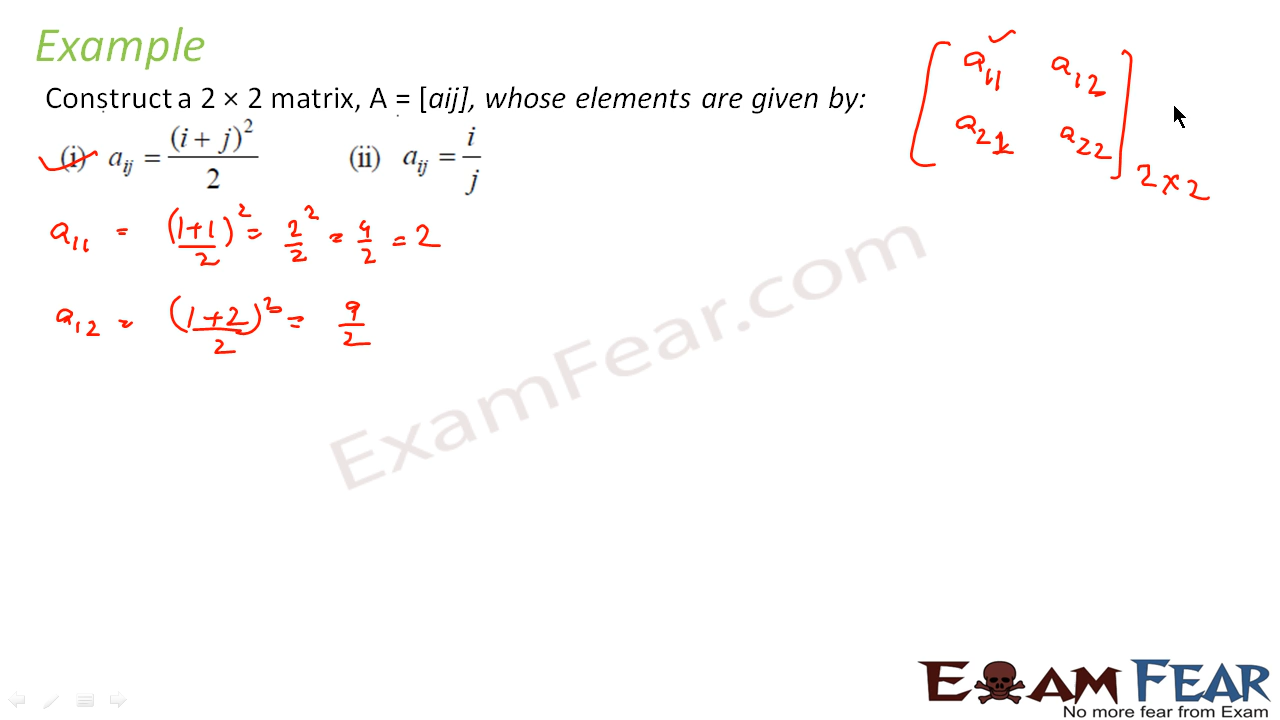 Example
Construct a 2 × 2 matrix, A = [aij], whose elements are given by:
(i) aij = (i + j)² / 2 (ii) aij = i / j
a11 = (1+1)² / 2 = 2² / 2 = 4 / 2 = 2
a12 = (1+2)² / 2 = 9 / 2
[ a11 a12
a21 a22 ] 2×2
ExamFear.com
EXAM FEAR
No more fear from Exam